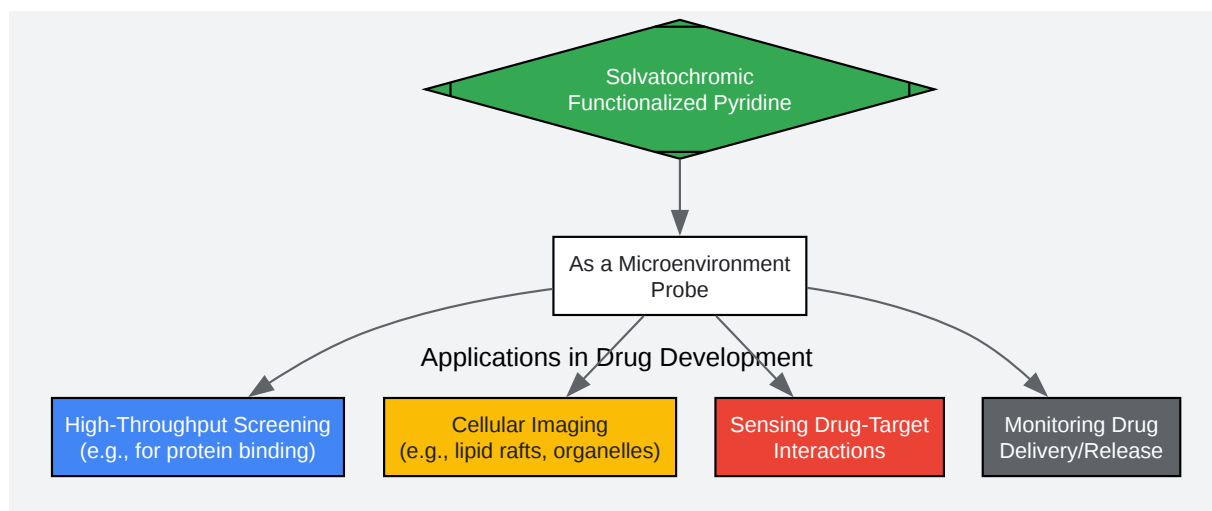 Solvatochromic
Functionalized Pyridine
As a Microenvironment
Probe
Applications in Drug Development
High-Throughput Screening
(e.g., for protein binding)
Cellular Imaging
(e.g., lipid rafts, organelles)
Sensing Drug-Target
Interactions
Monitoring Drug
Delivery/Release